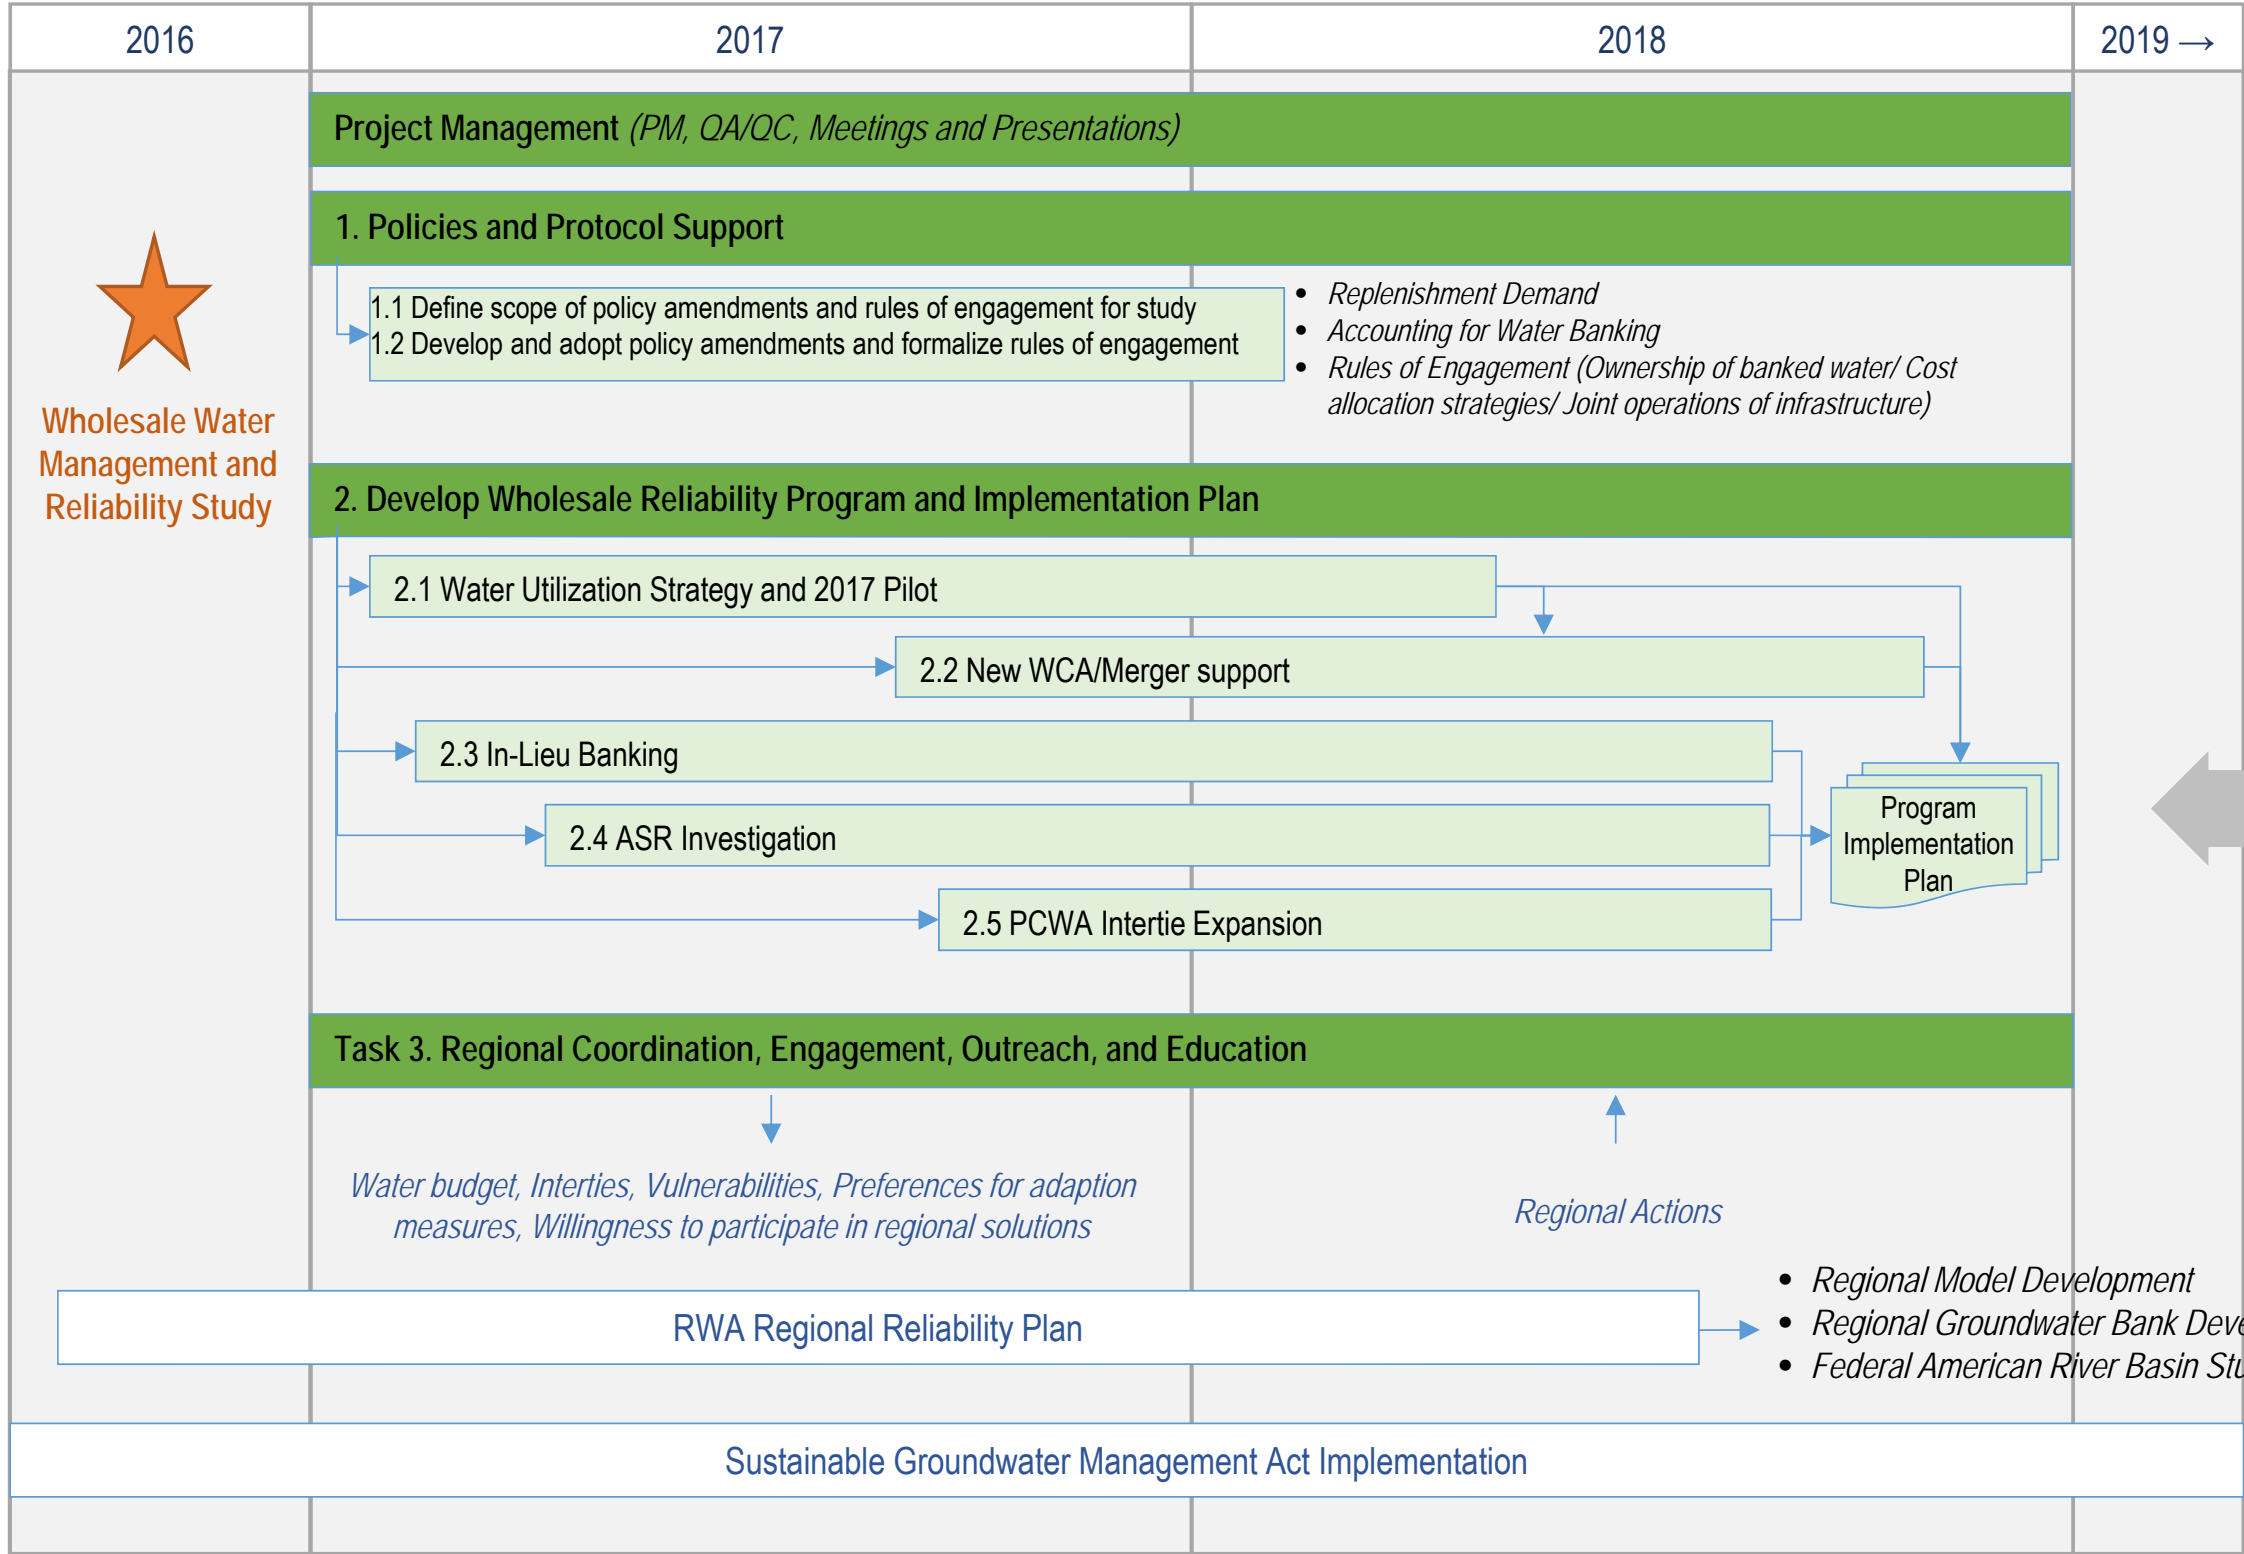 2016
2017
2018
2019 →
Project Management (PM, QA/QC, Meetings and Presentations)
1. Policies and Protocol Support
1.1 Define scope of policy amendments and rules of engagement for study
1.2 Develop and adopt policy amendments and formalize rules of engagement
• Replenishment Demand
• Accounting for Water Banking
• Rules of Engagement (Ownership of banked water/ Cost
allocation strategies/ Joint operations of infrastructure)
Wholesale Water
Management and
Reliability Study
2. Develop Wholesale Reliability Program and Implementation Plan
2.1 Water Utilization Strategy and 2017 Pilot
2.2 New WCA/Merger support
2.3 In-Lieu Banking
2.4 ASR Investigation
2.5 PCWA Intertie Expansion
Program
Implementation
Plan
Task 3. Regional Coordination, Engagement, Outreach, and Education
Water budget, Interties, Vulnerabilities, Preferences for adaption
measures, Willingness to participate in regional solutions
Regional Actions
RWA Regional Reliability Plan
• Regional Model Development
• Regional Groundwater Bank
• Federal American River Basin
Sustainable Groundwater Management Act Implementation